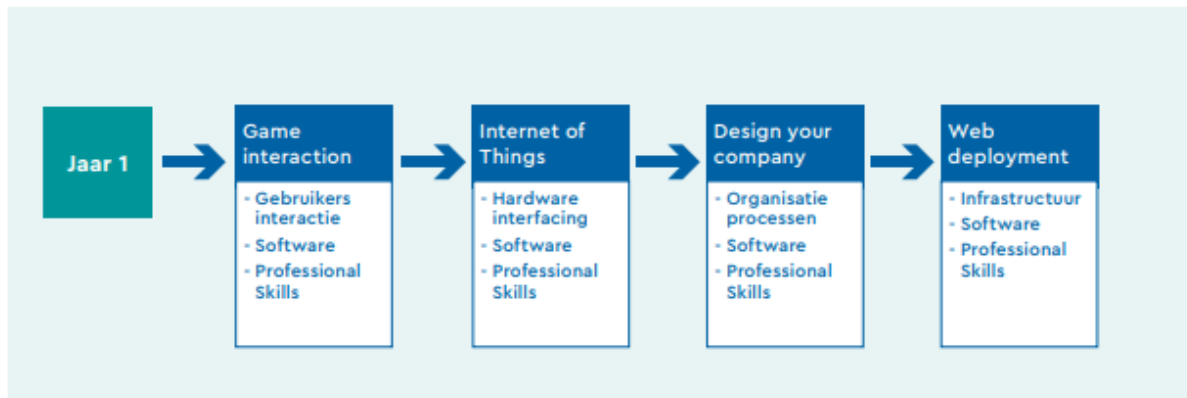 Jaar 1
Game
interaction
- Gebruikers
interactie
- Software
- Professional
Skills
Internet of
Things
- Hardware
interfacing
- Software
- Professional
Skills
Design your
company
- Organisatie
processen
- Software
- Professional
Skills
Web
deployment
- Infrastructuur
- Software
- Professional
Skills